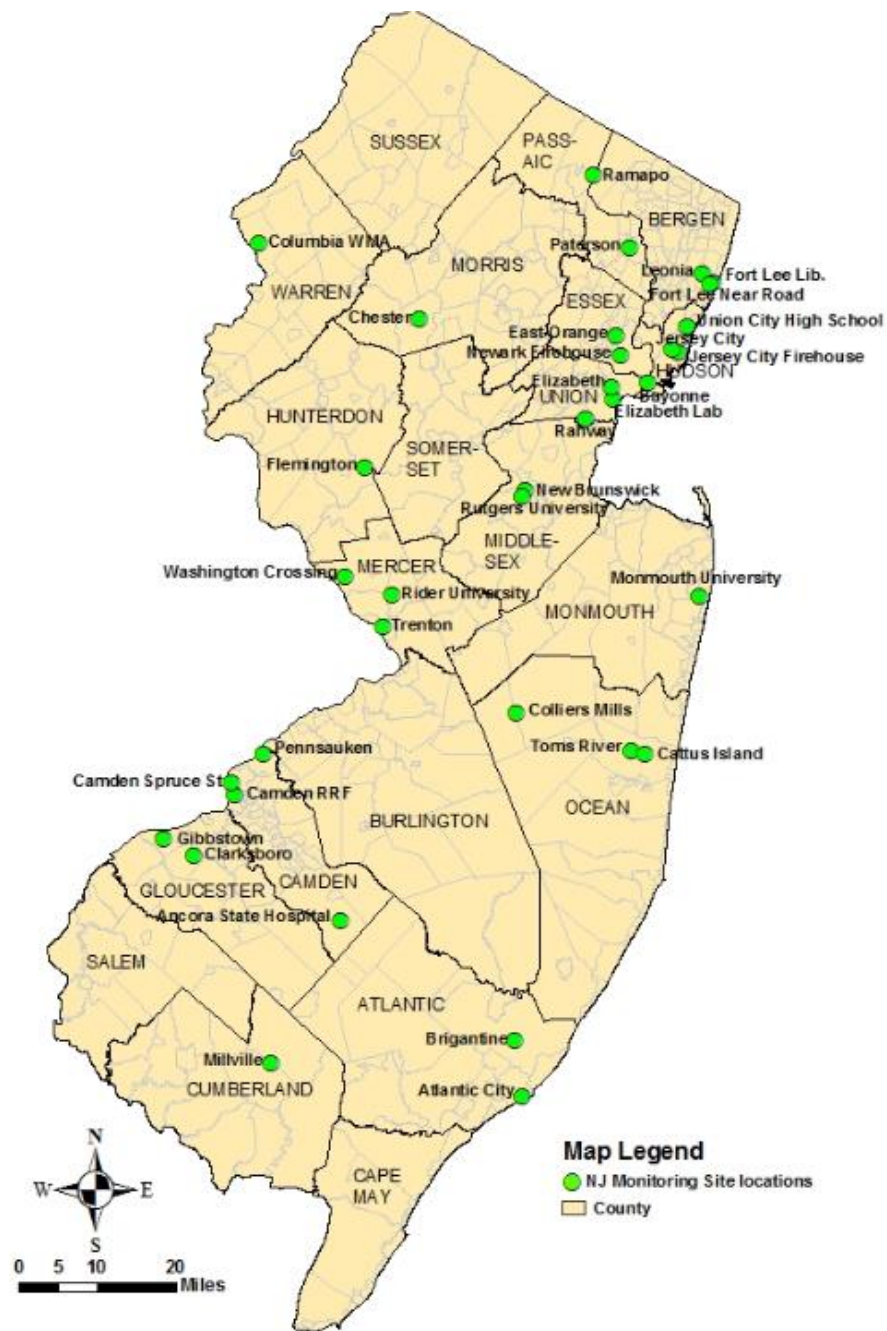 SUSSEX
PASS-
AIC
Ramapo
BERGEN
Columbia WMA
Paterson
MORRIS
Leonia
Fort Lee Lib.
WARREN
ESSEX
Fort Lee Near Road
Chester
Union City High School
East Orange
Jersey City
Newark Firehouse
Jersey City Firehouse
HUDSON
Elizabeth
Bayonne
UNION
Elizabeth Lab
HUNTERDON
Rahway
SOMER-
SET
Flemington
New Brunswick
Rutgers University
MIDDLE-
SEX
MERCER
Washington Crossing
Monmouth University
Rider University
MONMOUTH
Trenton
Colliers Mills
Pennsauken
Toms River
Cattus Island
Camden Spruce St
Camden RRF
OCEAN
BURLINGTON
Gibbstown
Clarksboro
CAMDEN
GLOUCESTER
Ancora State Hospital
SALEM
ATLANTIC
Brigantine
Millville
CUMBERLAND
Atlantic City
N
W
E
S
CAPE
MAY
Map Legend
NJ Monitoring Site locations
County
0 5 10 20
Miles